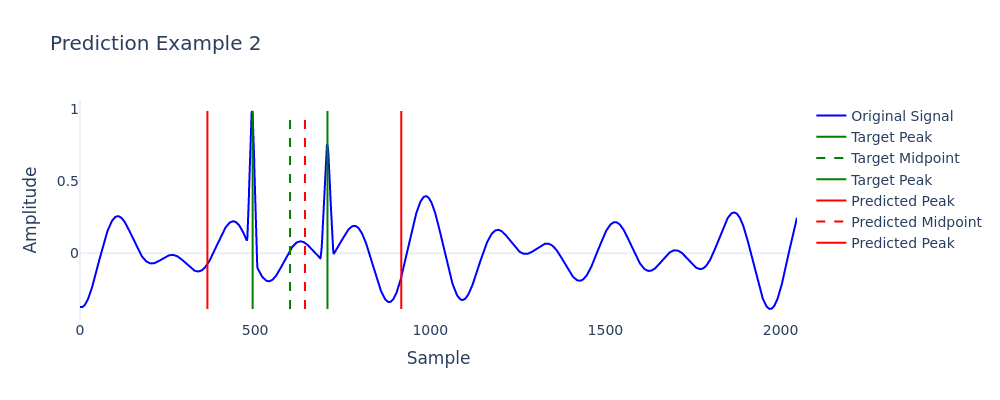 Prediction Example 2
1
0.5
0
Amplitude
0
500
1000
1500
2000
Sample
Original Signal
Target Peak
Target Midpoint
Target Peak
Predicted Peak
Predicted Midpoint
Predicted Peak